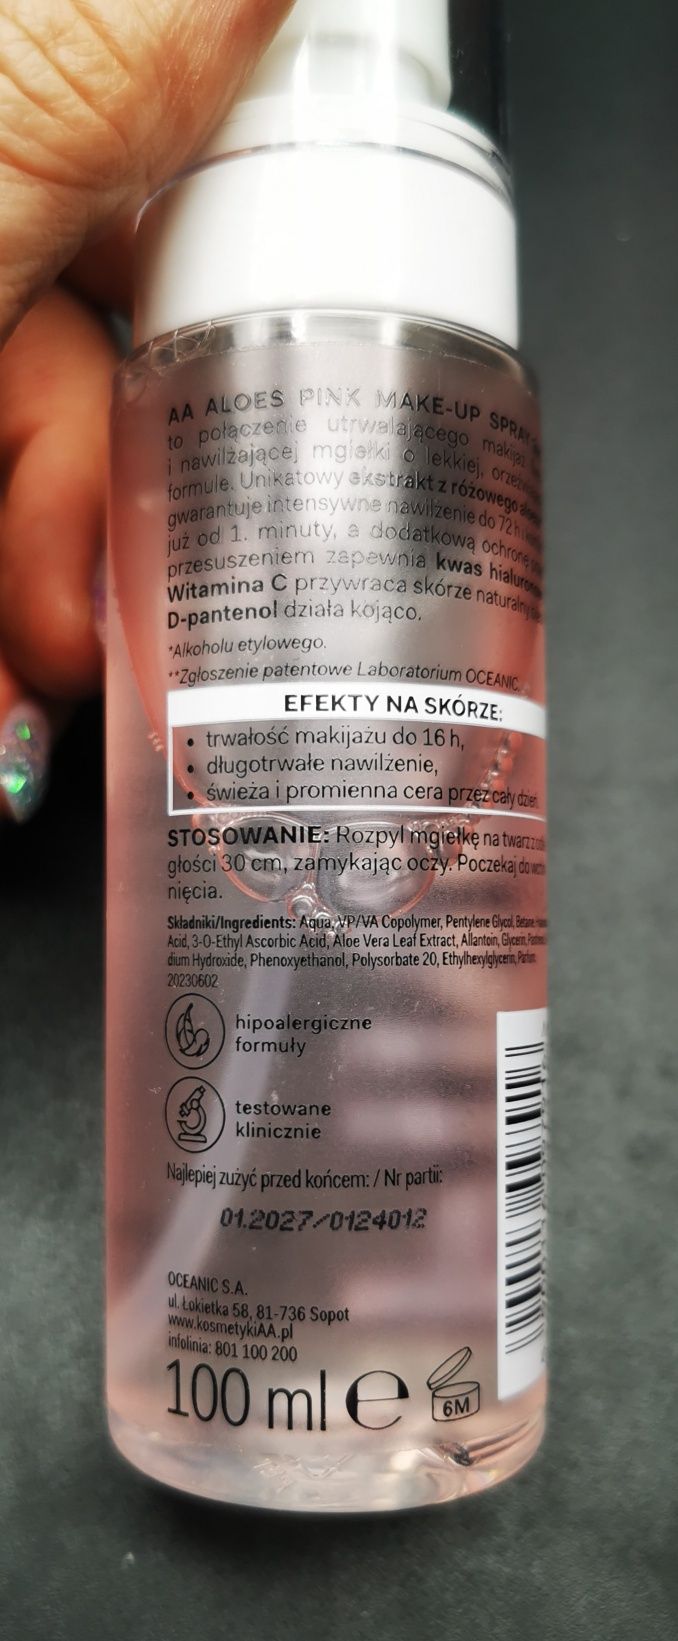 AA ALOES PINK MAKE-UP SPRAY
to połączenie utrwalającego makijaż
i nawilżającej mgiełki o lekkiej,
formule. Unikatowy ekstrakt z różowego
gwarantuje intensywne nawilżenie do 72 h
już od 1. minuty, a dodatkową ochronę
przesuszeniem zapewnia kwas
Witamina C przywraca skórze
D-pantenol działa kojąco.
*Alkoholu etylowego.
**Zgłoszenie patentowe Laboratorium OCEANIC.
EFEKTY NA SKÓRZE:
• trwałość makijażu do 16 h,
• długotrwałe nawilżenie,
• świeża i promienna cera przez cały dzień.
STOSOWANIE: Rozpyl mgiełkę na twarz
głości 30 cm, zamykając oczy. Poczekaj do
nięcia.
Składniki/Ingredients: Aqua, VP/VA Copolymer, Pentylene Glycol, Betaine,
Acid, 3-O-Ethyl Ascorbic Acid, Aloe Vera Leaf Extract, Allantoin, Glycerin,
dium Hydroxide, Phenoxyethanol, Polysorbate 20, Ethylhexylglycerin, Parfum.
20230602
hipoalergiczne
formuły
testowane
klinicznie
Najlepiej zużyć przed końcem: / Nr partii:
01.2027/0124012
OCEANIC S.A.
ul. Łokietka 58, 81-736 Sopot
www.kosmetykiAA.pl
infolinia: 801 100 200
100 ml e 6M